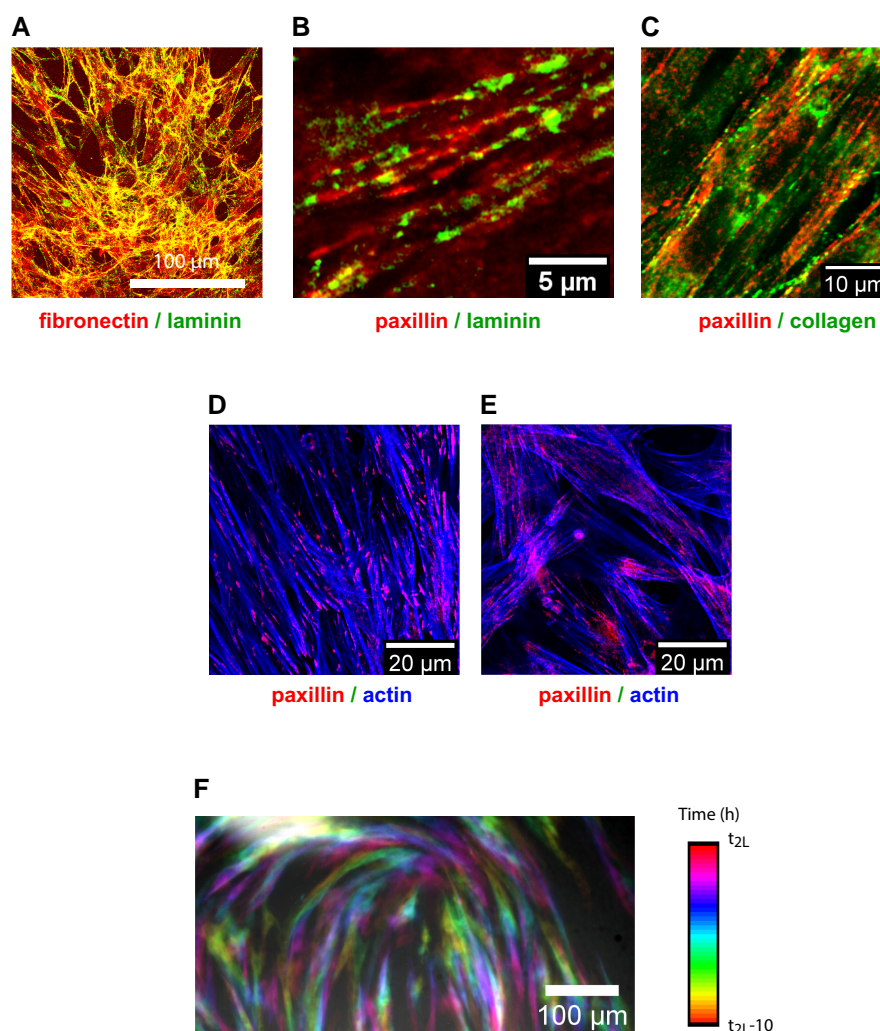 A
B
C
100 µm
5 µm
10 µm
fibronectin / laminin
paxillin / laminin
paxillin / collagen
D
E
20 µm
20 µm
paxillin / actin
paxillin / actin
F
Time (h)
t2L
100 µm
t2L-10